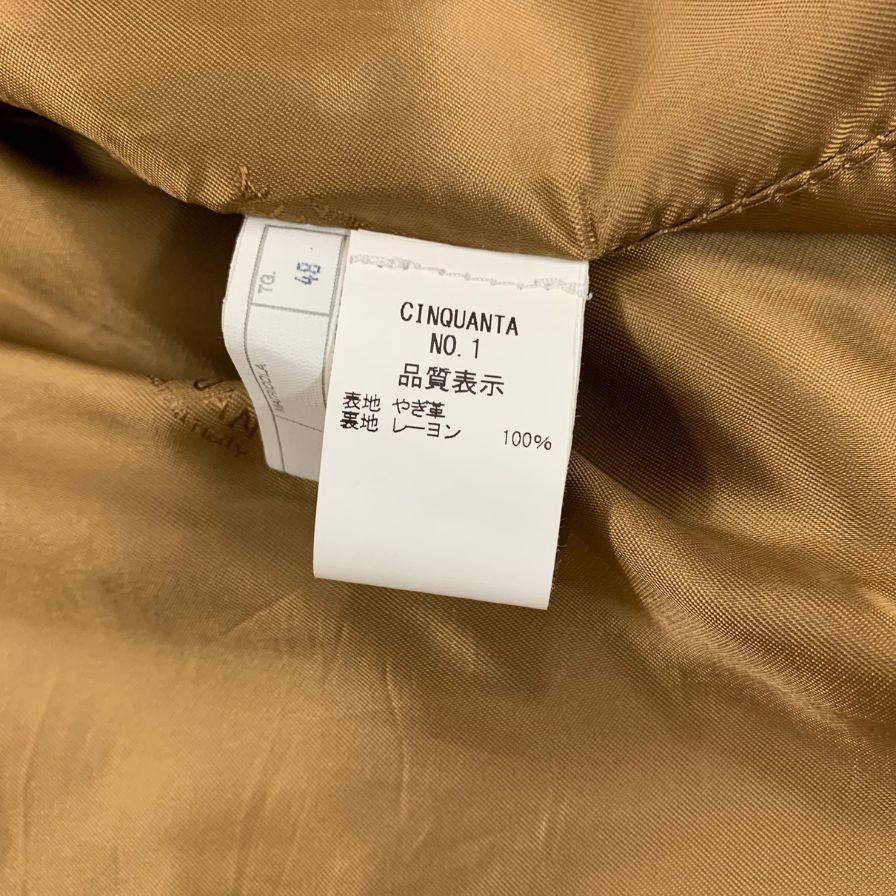 TG. 48
CINQUANTA
NO.1
品質表示
表地 やぎ革
裏地 レーヨン 100%